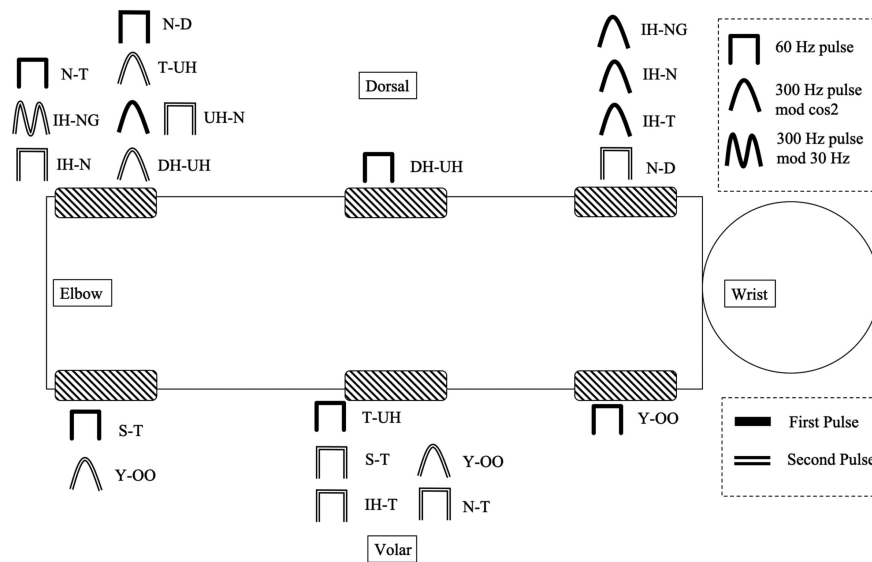 N-D
N-T
T-UH
IH-NG
UH-N
IH-N
DH-UH
Dorsal
DH-UH
IH-NG
IH-N
IH-T
N-D
60 Hz pulse
300 Hz pulse
mod cos2
300 Hz pulse
mod 30 Hz
Elbow
Wrist
S-T
Y-OO
T-UH
S-T
Y-OO
IH-T
N-T
Volar
Y-OO
First Pulse
Second Pulse